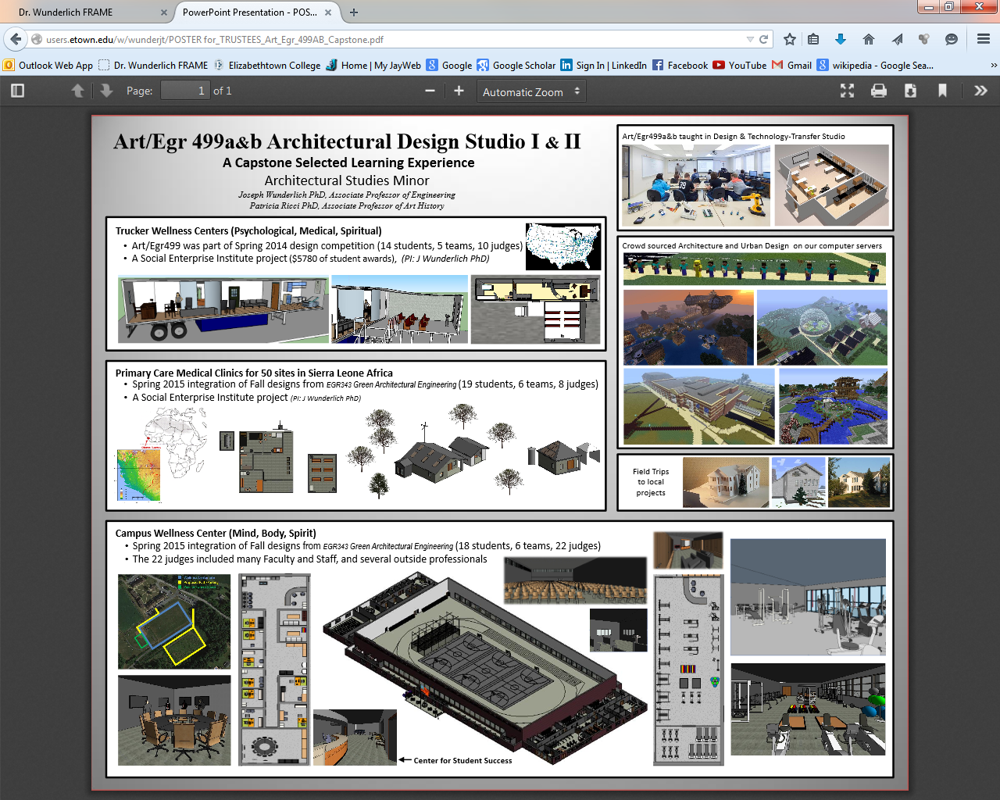 Dr. Wunderlich FRAME
PowerPoint Presentation - POS...
users.etown.edu/w/wunderjt/POSTER for_TRUSTEES_Art_Egr_499AB_Capstone.pdf
Outlook Web App
Dr. Wunderlich FRAME
Elizabethtown College
Home | My JayWeb
Google
Google Scholar
Sign In | LinkedIn
Facebook
YouTube
Gmail
wikipedia - Google Sea...
Page: 1 of 1
Automatic Zoom
Art/Egr 499a&b Architectural Design Studio I & II
A Capstone Selected Learning Experience
Architectural Studies Minor
Joseph Wunderlich PhD, Associate Professor of Engineering
Patricia Ricci PhD, Associate Professor of Art History
Art/Egr499a&b taught in Design & Technology-Transfer Studio
Trucker Wellness Centers (Psychological, Medical, Spiritual)
• Art/Egr499 was part of Spring 2014 design competition (14 students, 5 teams, 10 judges)
• A Social Enterprise Institute project ($5780 of student awards), (PI: J Wunderlich PhD)
Crowd sourced Architecture and Urban Design on our computer servers
Primary Care Medical Clinics for 50 sites in Sierra Leone Africa
• Spring 2015 integration of Fall designs from EGR343 Green Architectural Engineering (19 students, 6 teams, 8 judges)
• A Social Enterprise Institute project (PI: J Wunderlich PhD)
Field Trips
to local
projects
Campus Wellness Center (Mind, Body, Spirit)
• Spring 2015 integration of Fall designs from EGR343 Green Architectural Engineering (18 students, 6 teams, 22 judges)
• The 22 judges included many Faculty and Staff, and several outside professionals
Center for Student Success